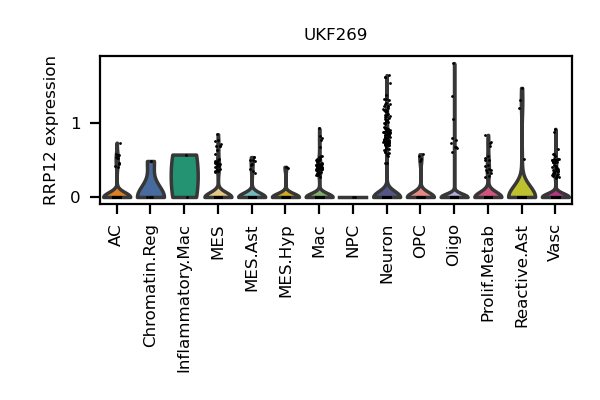 UKF269
RRP12 expression
1
0
AC
Chromatin.Reg
Inflammatory.Mac
MES
MES.Ast
MES.Hyp
Mac
NPC
Neuron
OPC
Oligo
Prolif.Metab
Reactive.Ast
Vasc